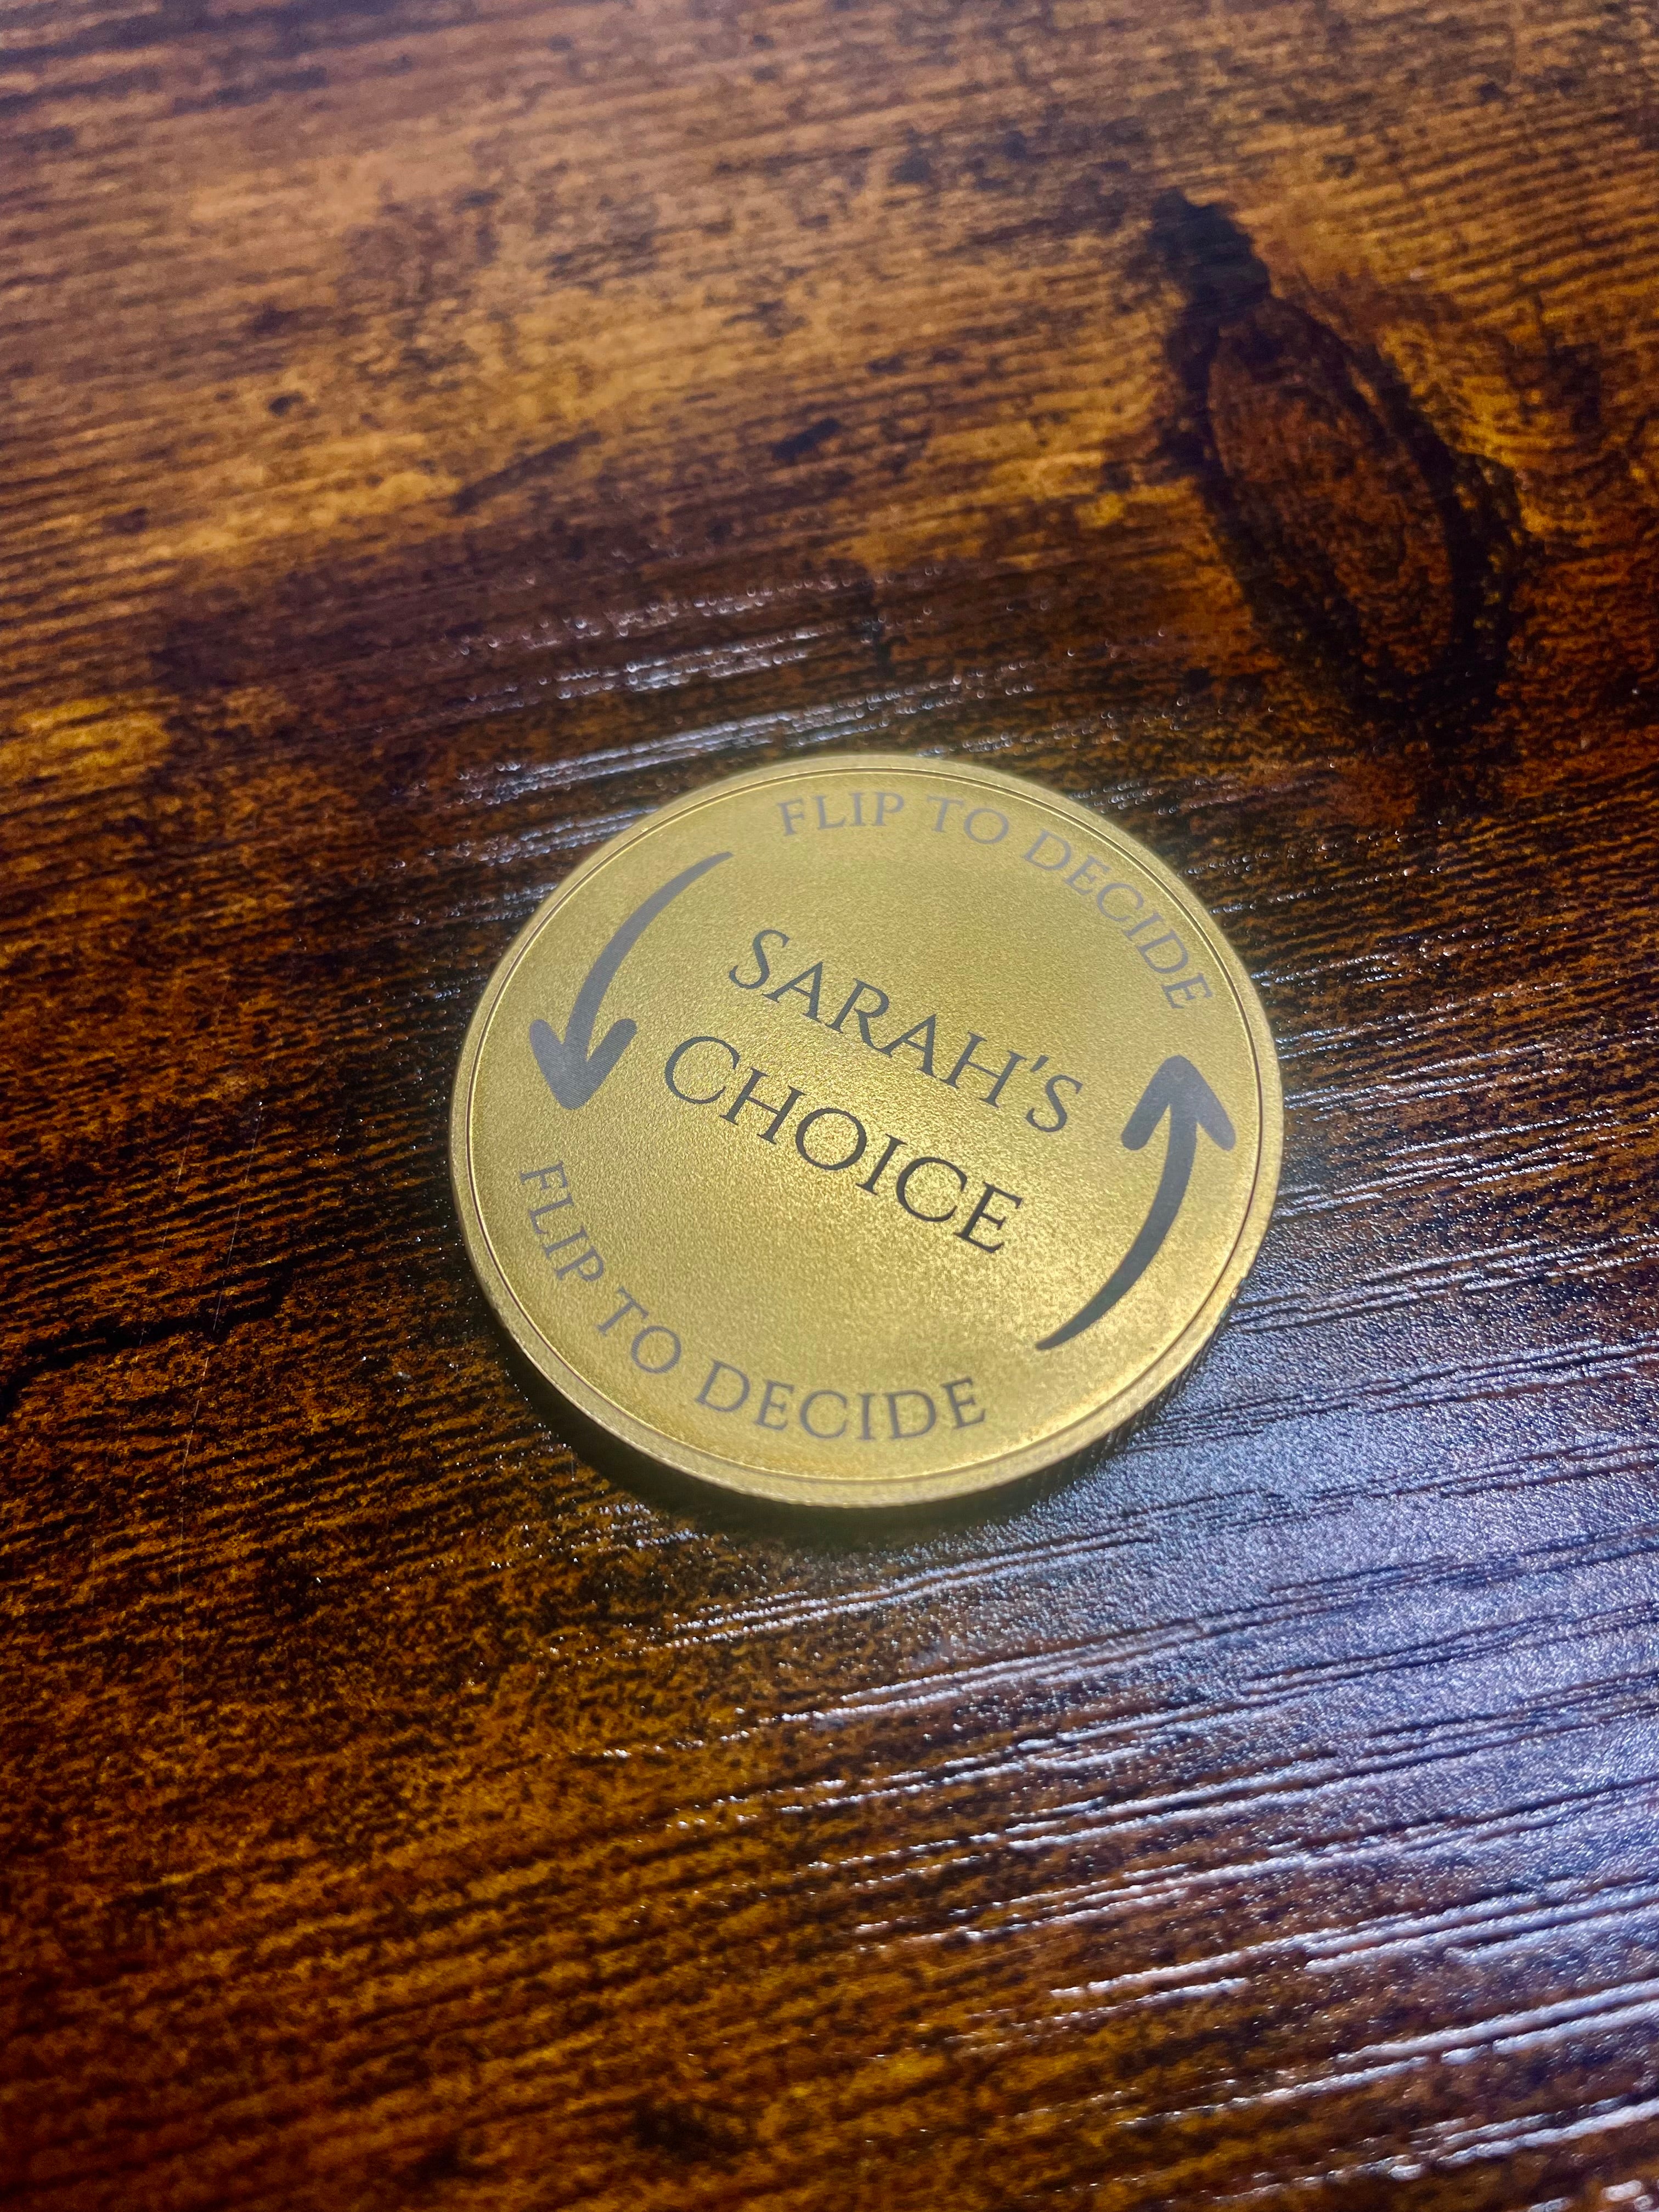 FLIP TO DECIDE
SARAH'S
CHOICE
FLIP TO DECIDE